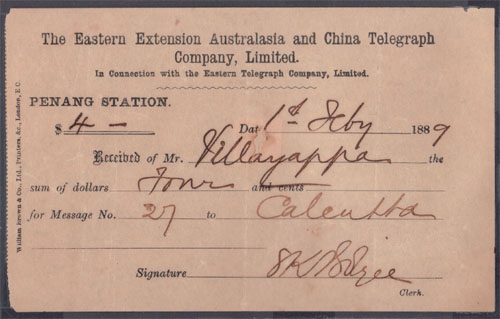 The Eastern Extension Australasia and China Telegraph
Company, Limited.
In Connection with the Eastern Telegraph Company, Limited.
PENANG STATION.
$ 4 —
Dat 1st Feby 1889
Received of Mr. Villayappa the
sum of dollars Four and cents
for Message No. 27 to Calcutta
Signature
Clerk.
William Brown & Co., Ltd., Printers, &c., London, E.C.